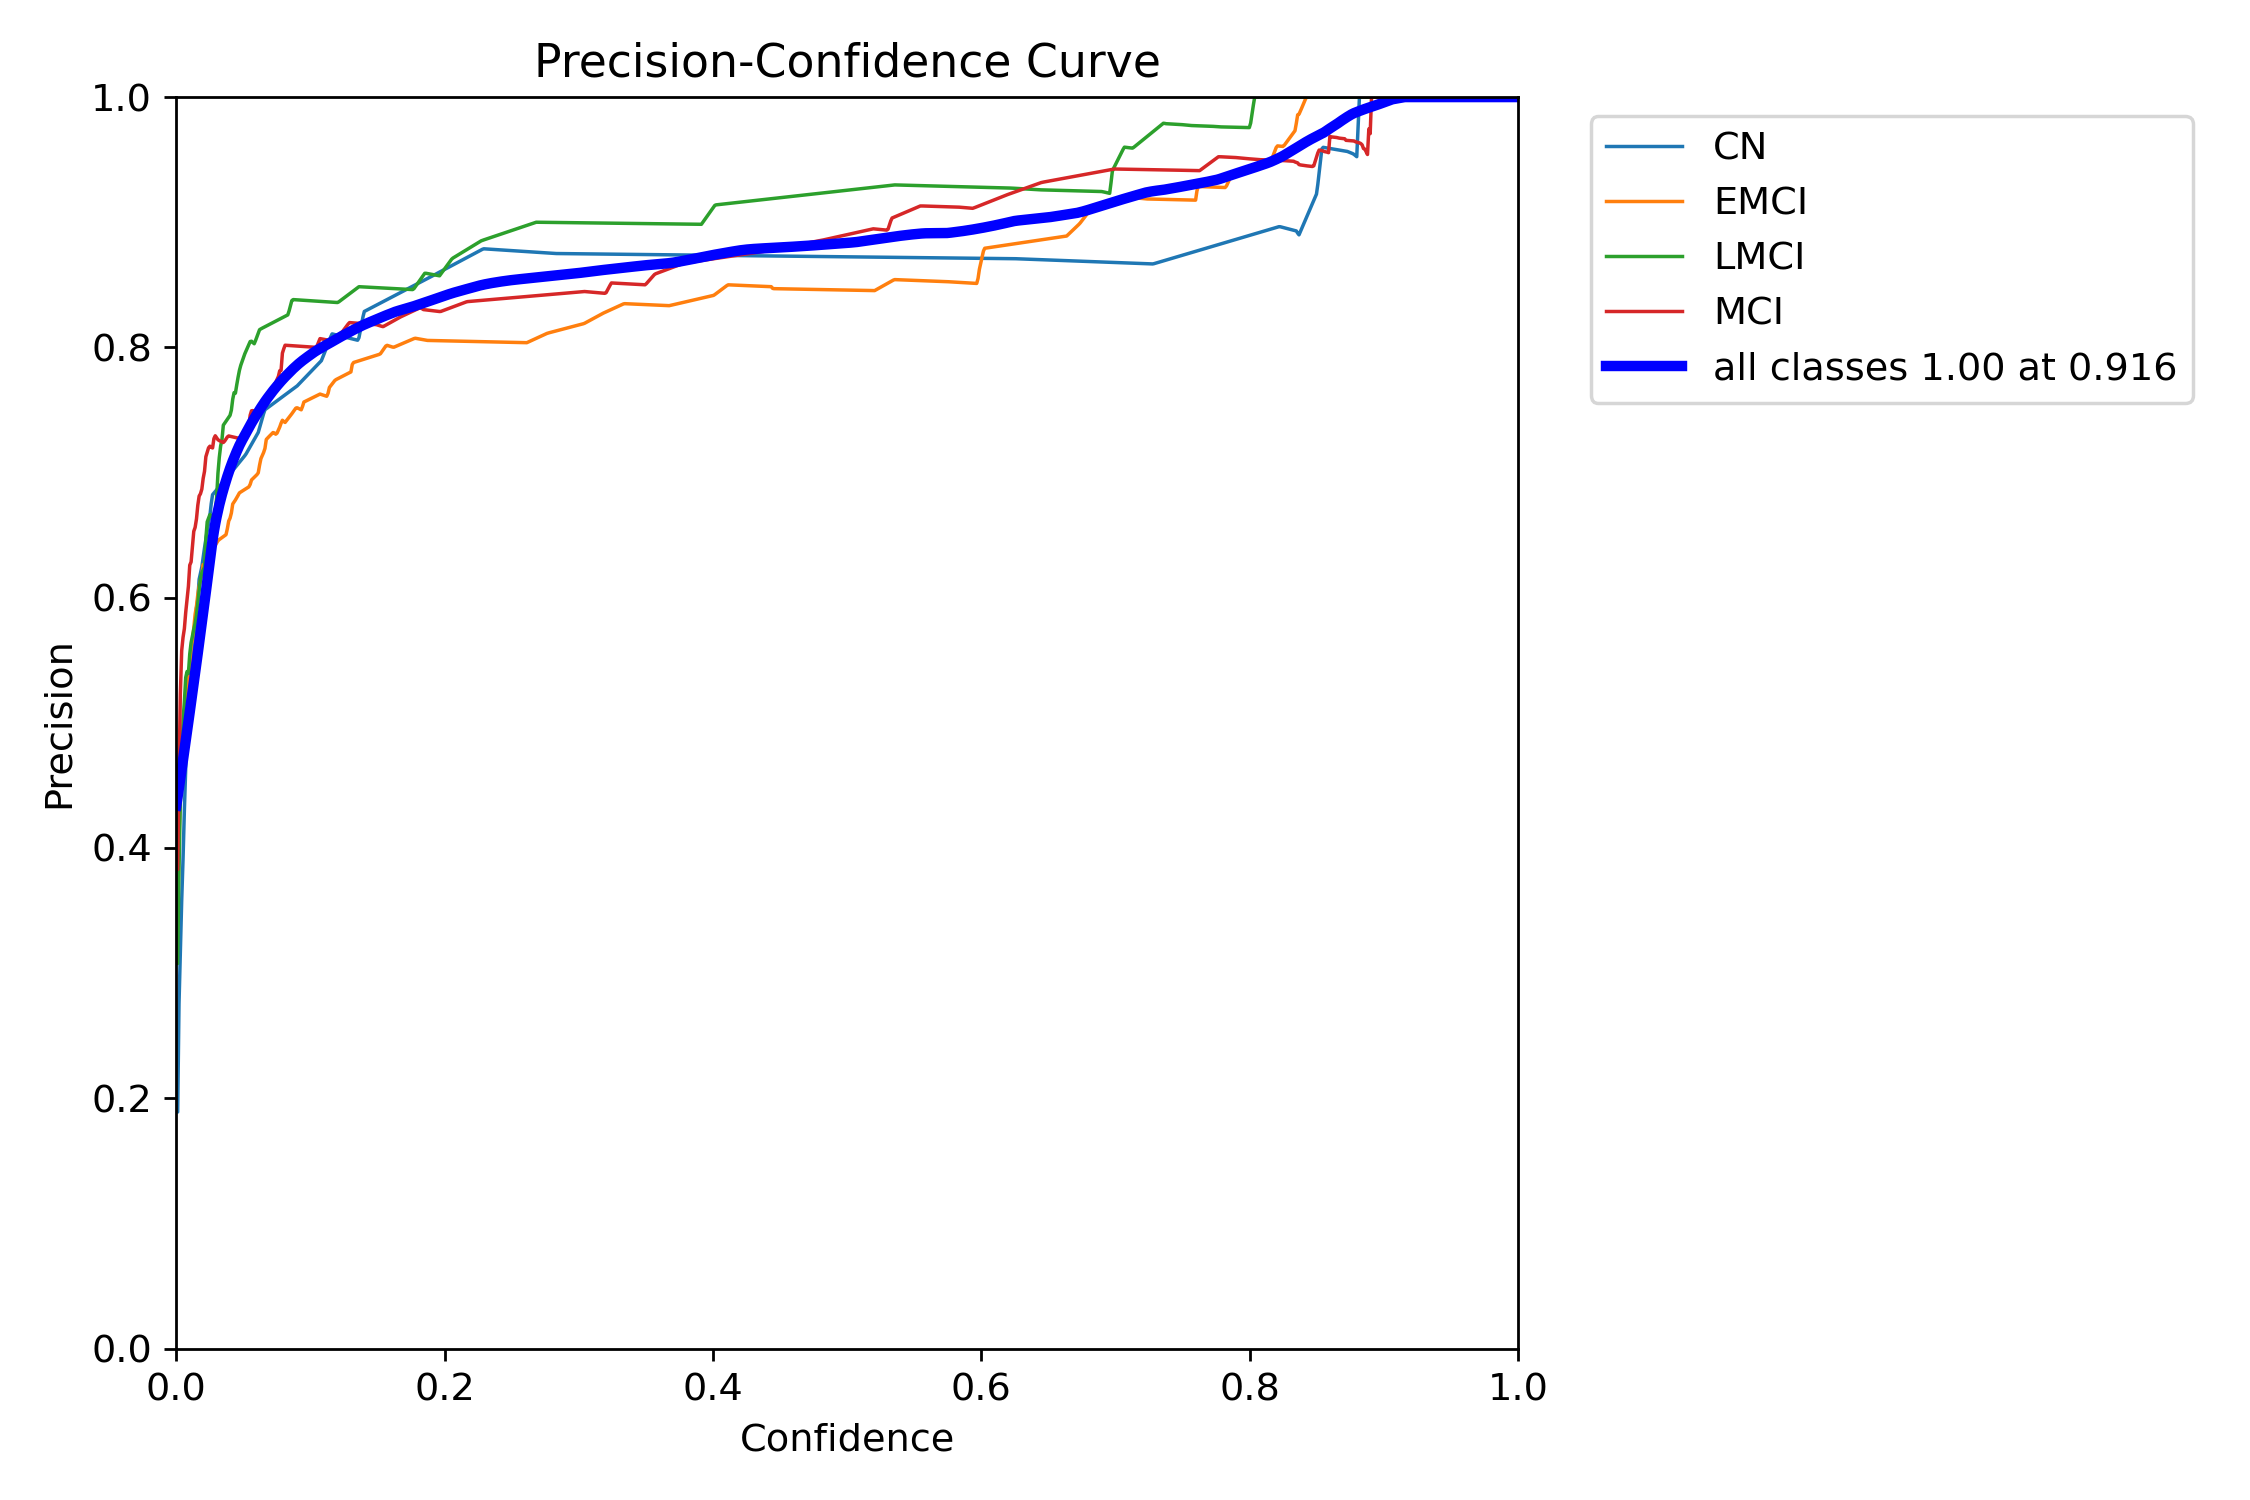 Precision-Confidence Curve
1.0
0.8
0.6
0.4
0.2
0.0
Precision
0.0 0.2 0.4 0.6 0.8 1.0
Confidence
CN
EMCI
LMCI
MCI
all classes 1.00 at 0.916